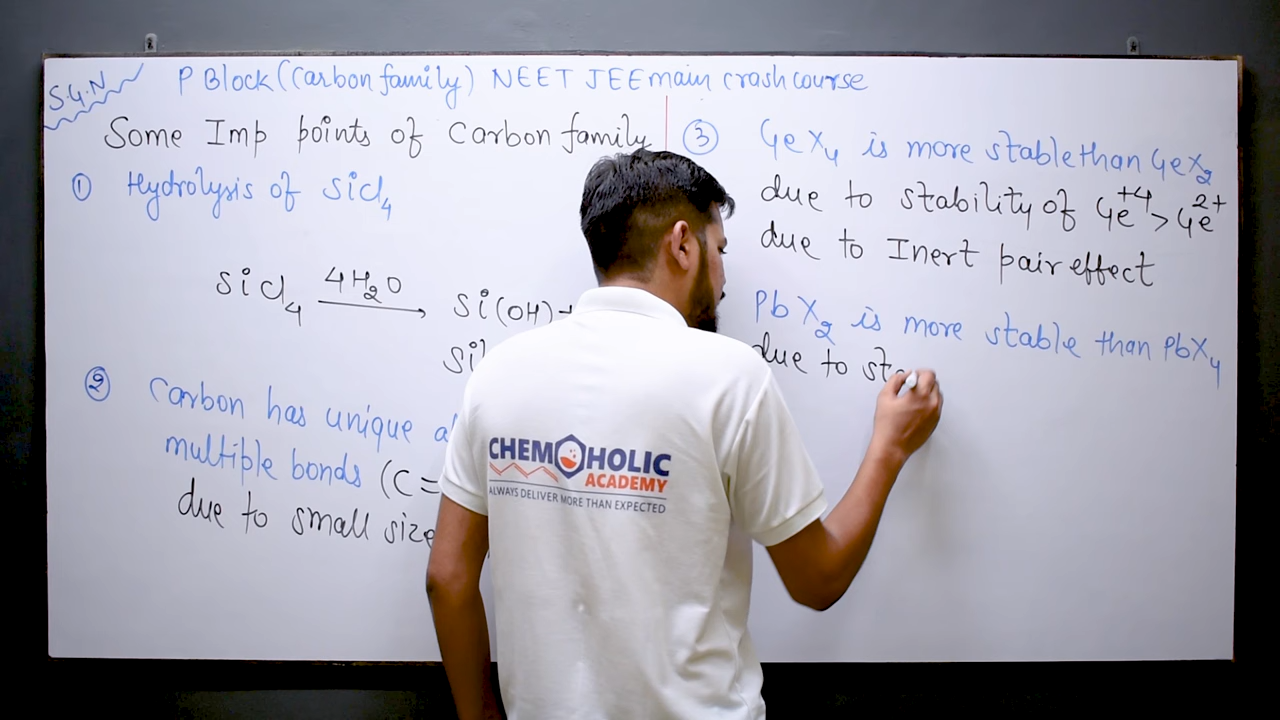 S.G.N
P Block (Carbon family) NEET JEE main crash course
Some Imp points of Carbon family
① Hydrolysis of SiCl4
SiCl4 4H2O → Si(OH)
Sil
② Carbon has unique
multiple bonds (C =
due to small size
③ GeX4 is more stable than GeX2
due to stability of Ge+4 > Ge2+
due to Inert pair effect
PbX2 is more stable than PbX4
due to sta
CHEMOHOLIC
ACADEMY
ALWAYS DELIVER MORE THAN EXPECTED